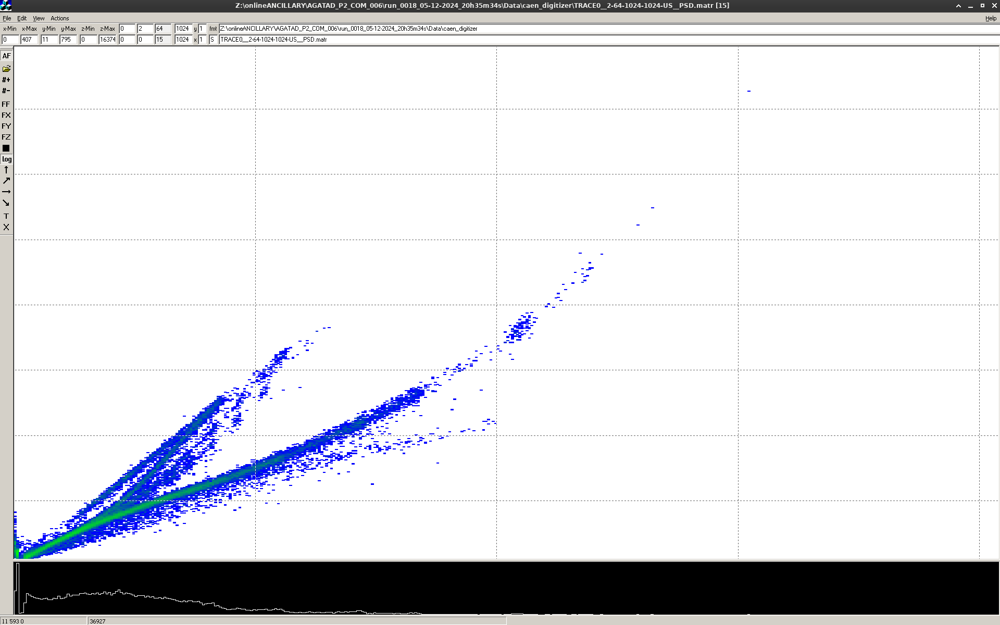 Z:\onlineANCILLARY\AGATAD_P2_COM_006\run_0018_05-12-2024_20h35m34s\Data\caen_digitizer\TRACE0__2-64-1024-1024-US__PSD.matr [15]
File Edit View Actions Help
x-Min x-Max y-Min y-Max z-Min z-Max 0 2 64 1024 y 1 fmt Z:\onlineANCILLARY\AGATAD_P2_COM_006\run_0018_05-12-2024_20h35m34s\Data\caen_digitizer
0 407 11 795 0 16374 0 0 15 1024 x 1 S TRACE0__2-64-1024-1024-US__PSD.matr
AF
#+
#-
FF
FX
FY
FZ
log
T
X
11 593 0 36927